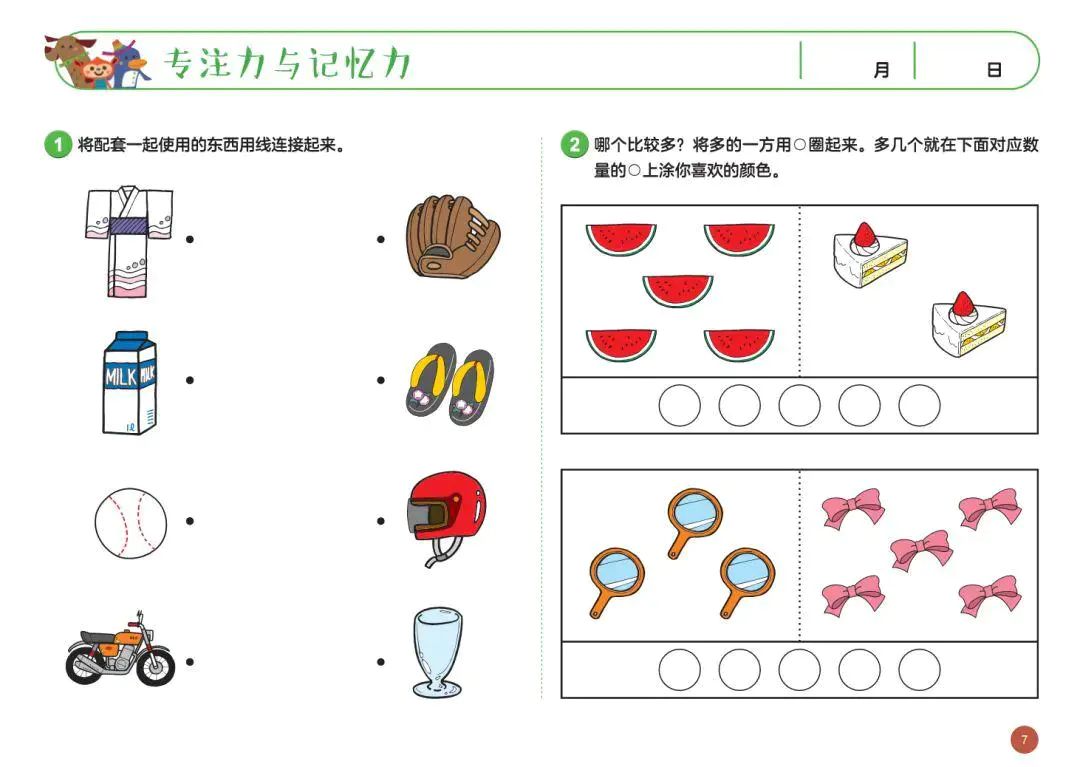 专注力与记忆力
月 日
1 将配套一起使用的东西用线连接起来。
MILK MILK
1ℓ
2 哪个比较多？将多的一方用○圈起来。多几个就在下面对应数
量的○上涂你喜欢的颜色。
7